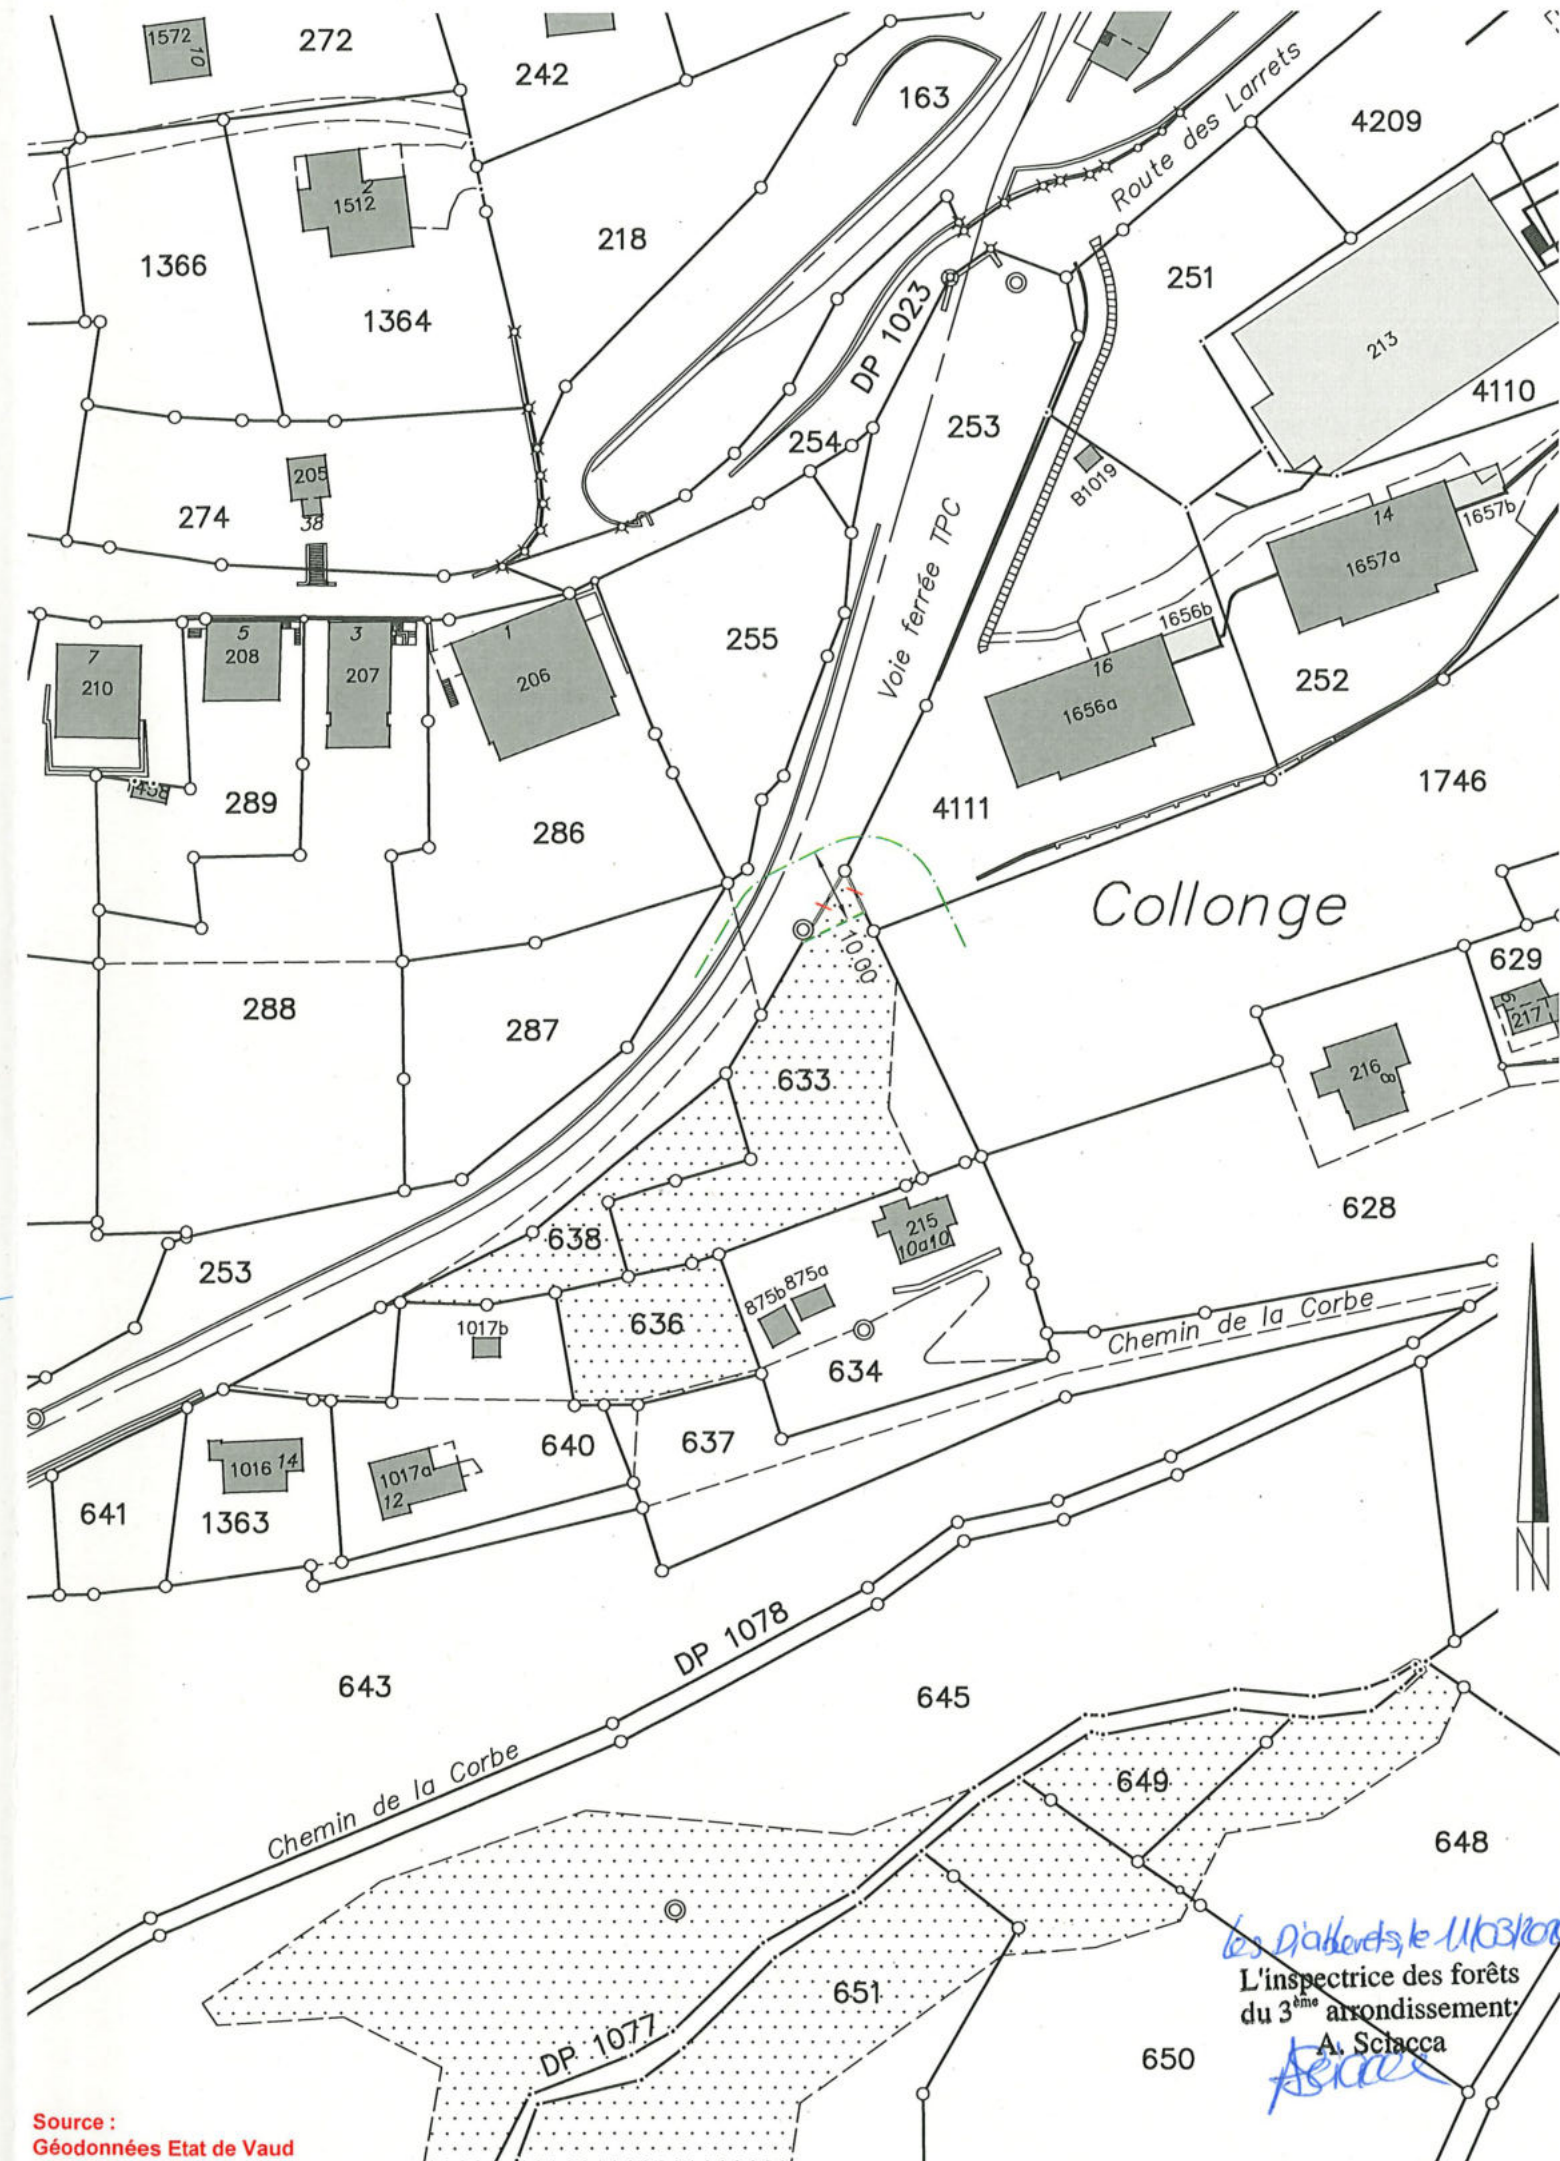 1572
10
272
242
163
Route des Larrets
4209
2
1512
1366
218
1364
251
213
DP 1023
4110
254
253
205
38
274
B1019
14
1657b
1657a
Voie ferrée TPC
1656b
5
208
3
207
1
206
7
210
255
16
1656a
252
289
286
4111
1746
Collonge
10.00
629
217
288
287
633
216
8
638
215
10a10
628
253
875b
875a
636
1017b
634
Chemin de la Corbe
640
637
1016
14
1017a
12
641
1363
DP 1078
643
645
Chemin de la Corbe
649
648
651
DP 1077
650
N
les Diablerets, le 11/03/
L'inspectrice des forêts
du 3ème arrondissement:
A. Sciacca
Source :
Géodonnées Etat de Vaud